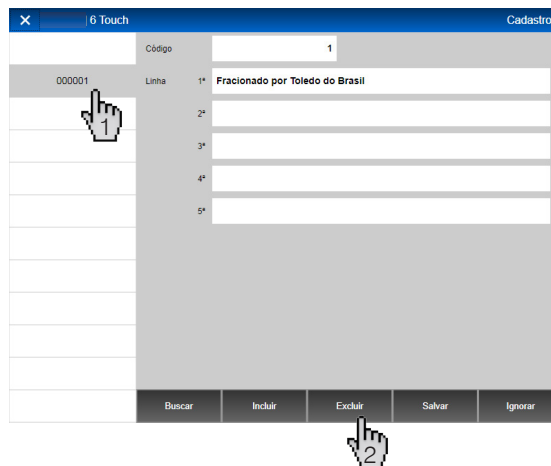 6 Touch Cadastro
Código 1
000001 Linha 1ª Fracionado por Toledo do Brasil
1
2ª
3ª
4ª
5ª
Buscar Incluir Excluir Salvar Ignorar
2